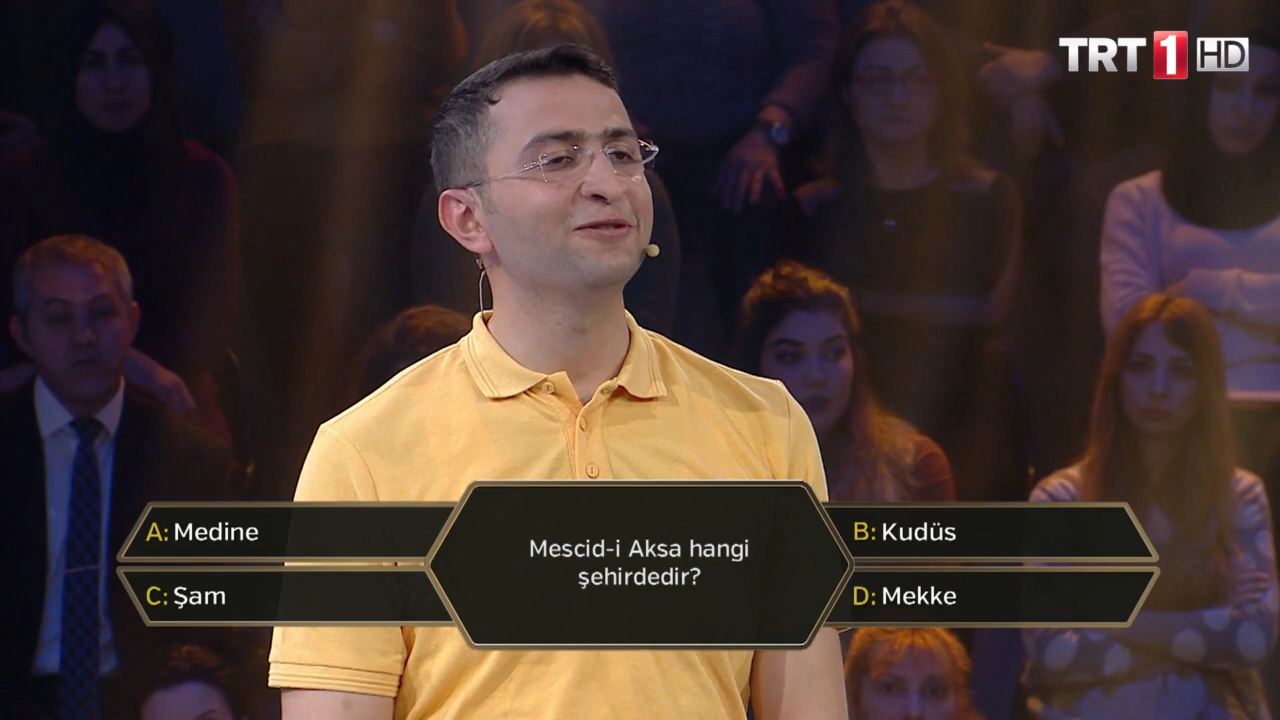 TRT 1 HD
Mescid-i Aksa hangi
şehirdedir?
A: Medine
B: Kudüs
C: Şam
D: Mekke